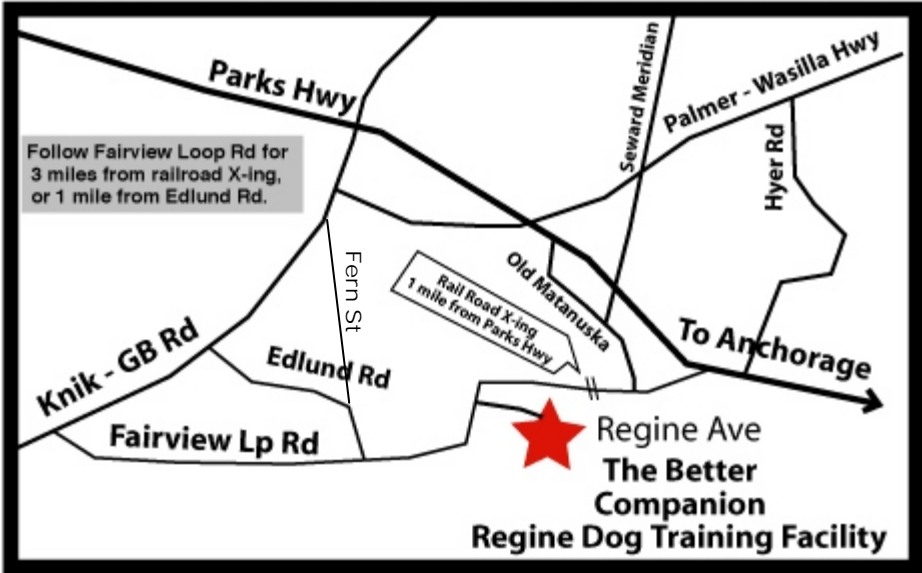 Parks Hwy
Seward Meridian
Palmer - Wasilla Hwy
Hyer Rd
Follow Fairview Loop Rd for
3 miles from railroad X-ing,
or 1 mile from Edlund Rd.
Fern St
Old Matanuska
Rail Road X-ing
1 mile from Parks Hwy
To Anchorage
Knik - GB Rd
Edlund Rd
Fairview Lp Rd
Regine Ave
The Better
Companion
Regine Dog Training Facility